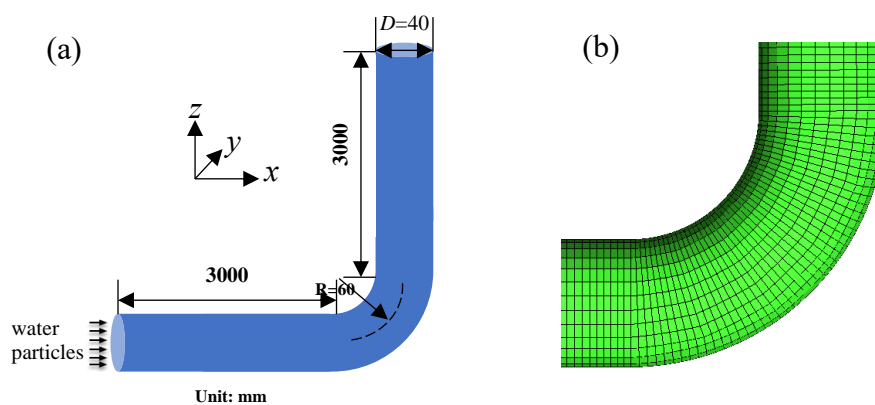 (a)
D=40
(b)
z
y
x
3000
3000
R=60
water
particles
Unit: mm